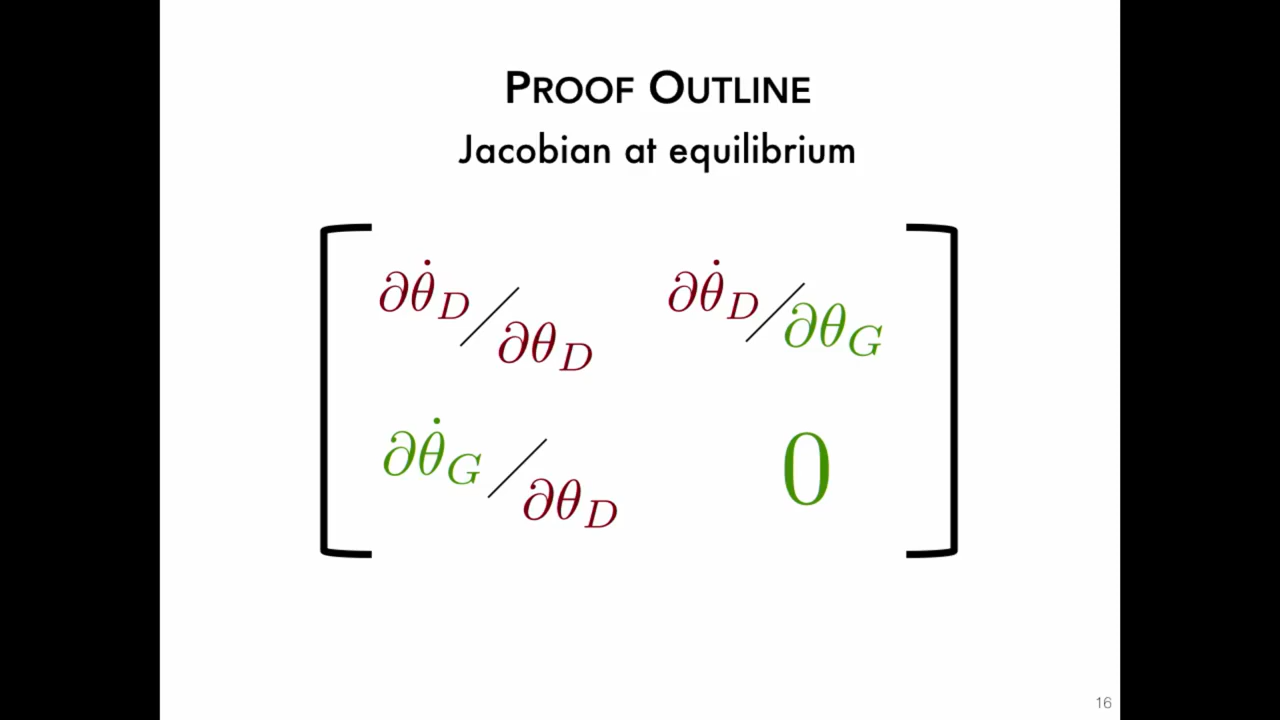 PROOF OUTLINE
Jacobian at equilibrium
∂θ̇_D/∂θ_D ∂θ̇_D/∂θ_G
∂θ̇_G/∂θ_D 0
16